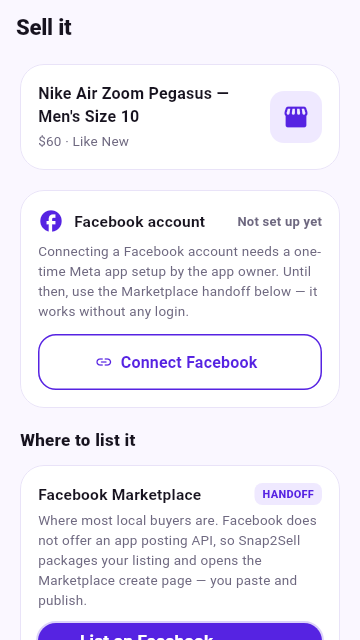 Sell it
Nike Air Zoom Pegasus —
Men's Size 10
$60 · Like New
Facebook account
Not set up yet
Connecting a Facebook account needs a one-
time Meta app setup by the app owner. Until
then, use the Marketplace handoff below — it
works without any login.
Connect Facebook
Where to list it
Facebook Marketplace
HANDOFF
Where most local buyers are. Facebook does
not offer an app posting API, so Snap2Sell
packages your listing and opens the
Marketplace create page — you paste and
publish.
List on Facebook